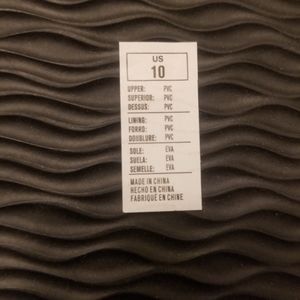 US
10
UPPER: PVC
SUPERIOR: PVC
DESSUS: PVC
LINING: PVC
FORRO: PVC
DOUBLURE: PVC
SOLE: EVA
SUELA: EVA
SEMELLE: EVA
MADE IN CHINA
HECHO EN CHINA
FABRIQUÉ EN CHINE